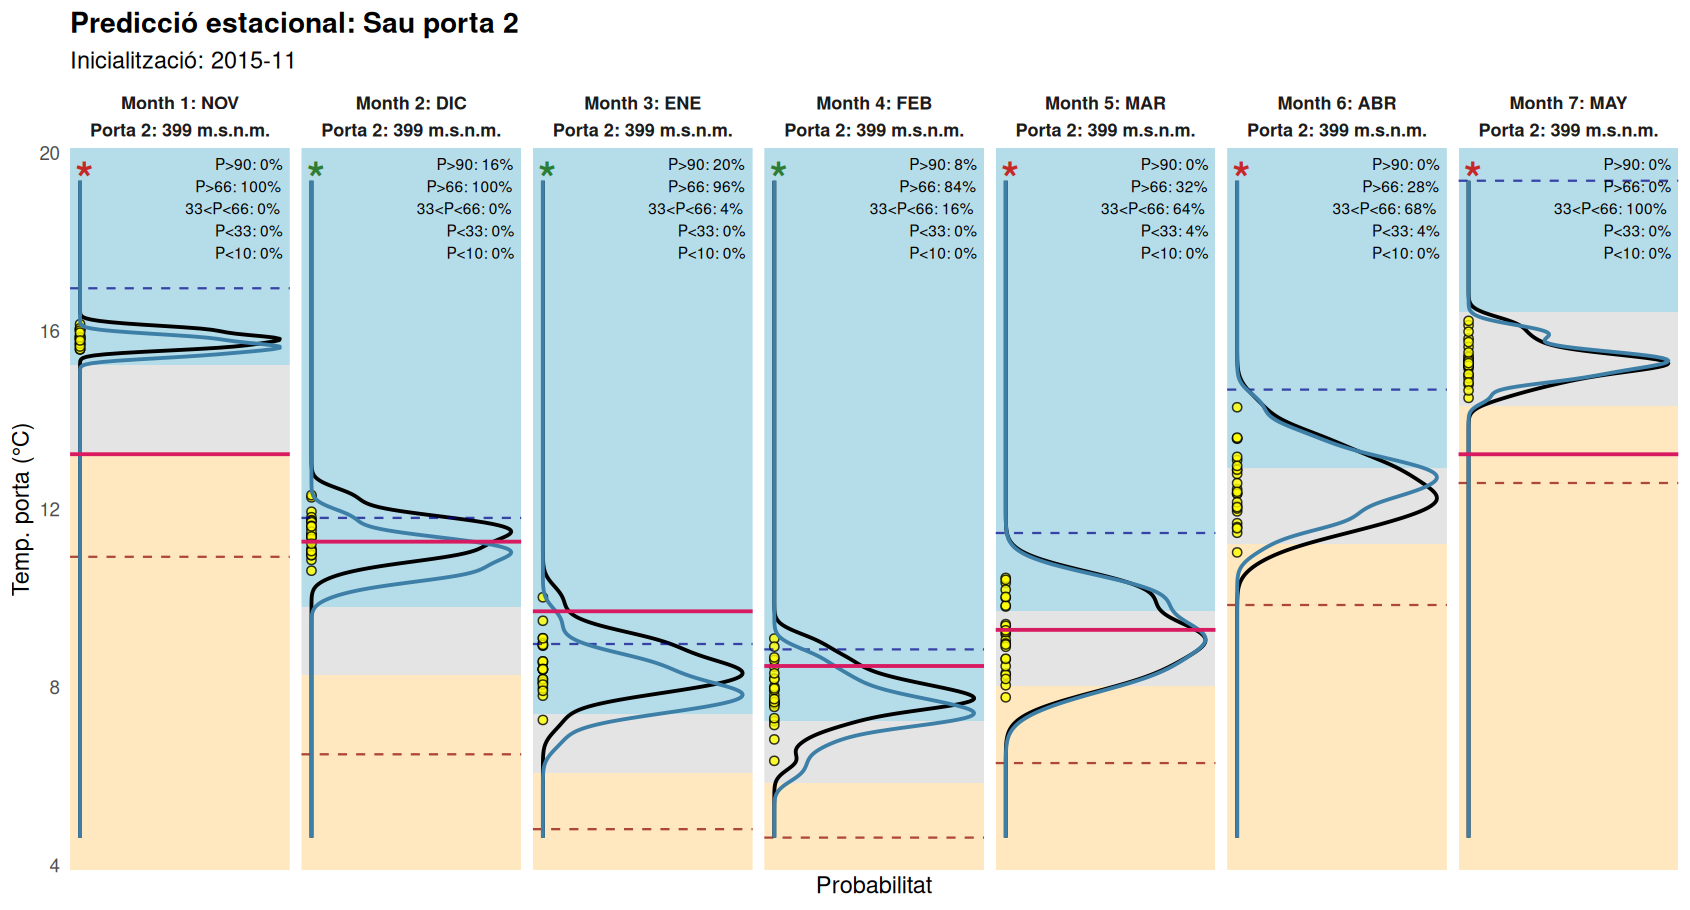 Predicció estacional: Sau porta 2
Inicialització: 2015-11
Month 1: NOV
Porta 2: 399 m.s.n.m.
Month 2: DIC
Porta 2: 399 m.s.n.m.
Month 3: ENE
Porta 2: 399 m.s.n.m.
Month 4: FEB
Porta 2: 399 m.s.n.m.
Month 5: MAR
Porta 2: 399 m.s.n.m.
Month 6: ABR
Porta 2: 399 m.s.n.m.
Month 7: MAY
Porta 2: 399 m.s.n.m.
*
P>90: 0%
P>66: 100%
33<P<66: 0%
P<33: 0%
P<10: 0%
*
P>90: 16%
P>66: 100%
33<P<66: 0%
P<33: 0%
P<10: 0%
*
P>90: 20%
P>66: 96%
33<P<66: 4%
P<33: 0%
P<10: 0%
*
P>90: 8%
P>66: 84%
33<P<66: 16%
P<33: 0%
P<10: 0%
*
P>90: 0%
P>66: 32%
33<P<66: 64%
P<33: 4%
P<10: 0%
*
P>90: 0%
P>66: 28%
33<P<66: 68%
P<33: 4%
P<10: 0%
*
P>90: 0%
P>66: 0%
33<P<66: 100%
P<33: 0%
P<10: 0%
20
16
12
8
4
Temp. porta (°C)
Probabilitat